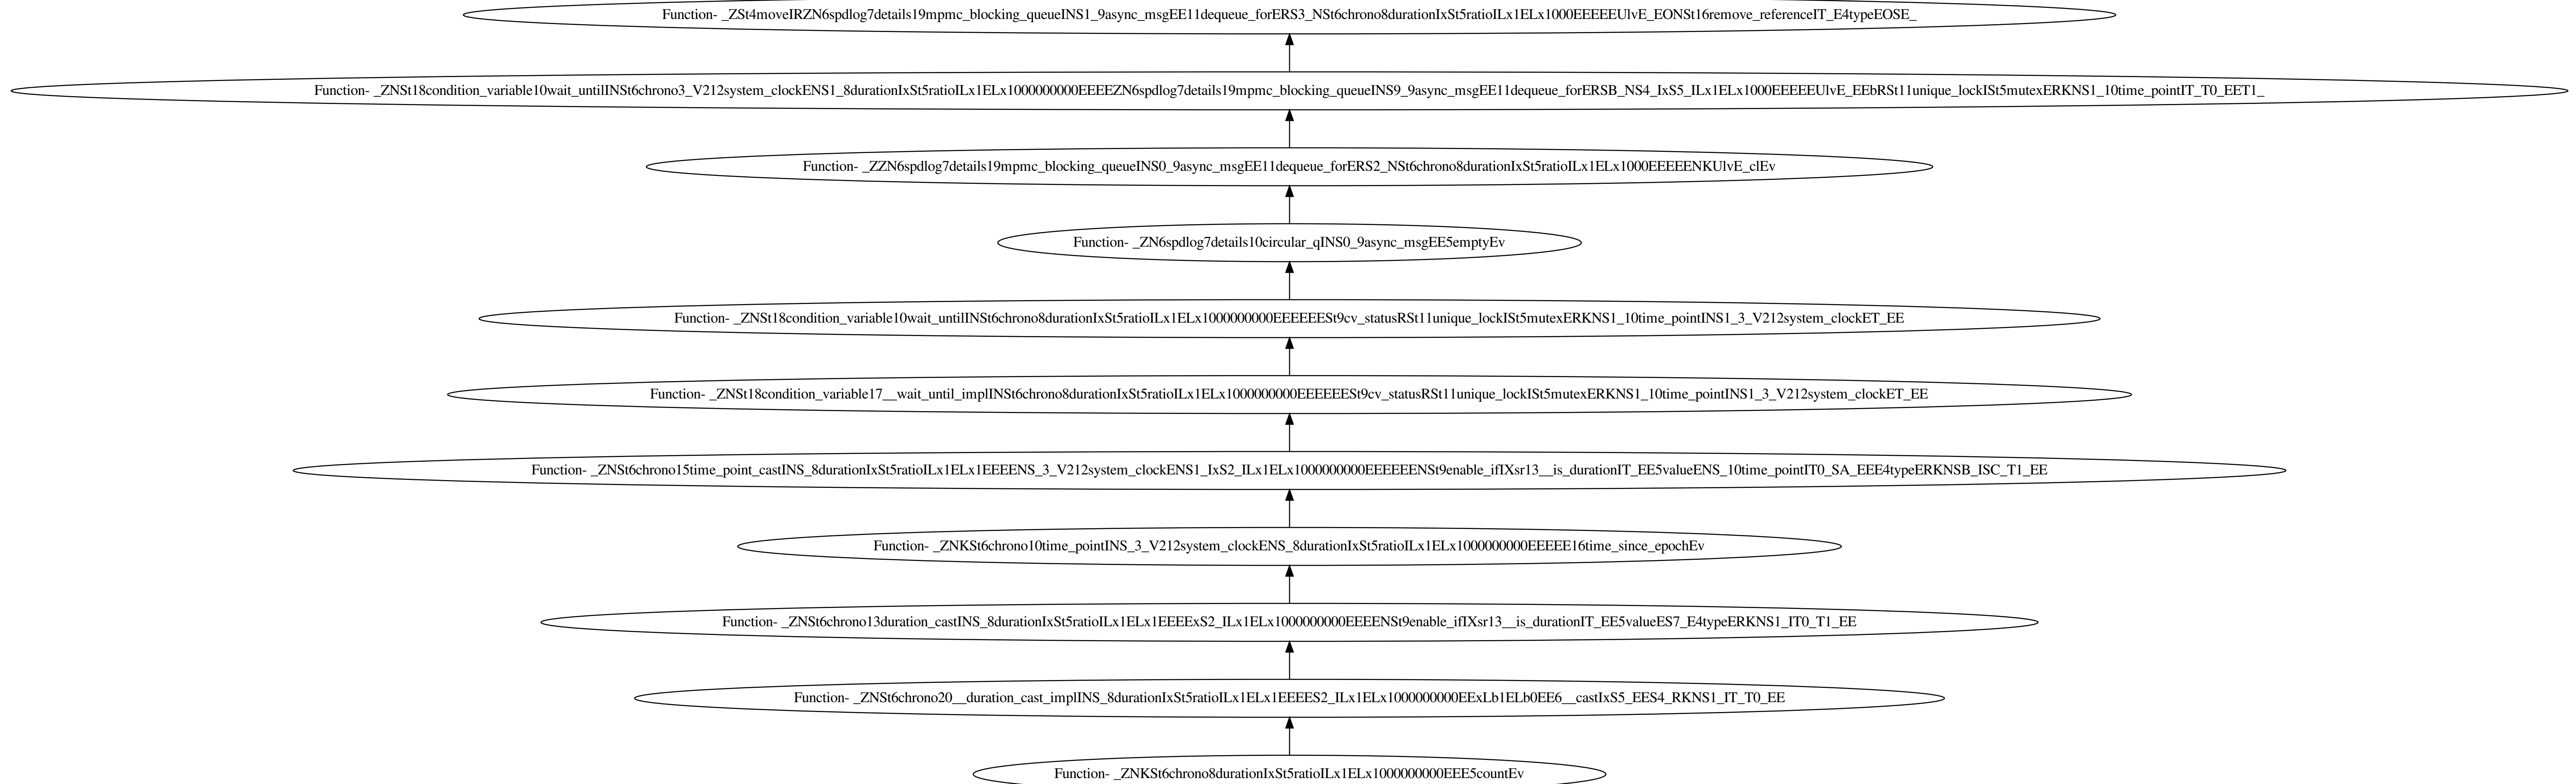 Function- _ZSt4moveIRZN6spdlog7details19mpmc_blocking_queueINS1_9async_msgEE11dequeue_forERS3_NSt6chrono8durationIxSt5ratioILx1ELx1000EEEEEUlvE_EONSt16remove_referenceIT_E4typeEOSE_
Function- _ZNSt18condition_variable10wait_untilINSt6chrono3_V212system_clockENS1_8durationIxSt5ratioILx1ELx1000000000EEEEZN6spdlog7details19mpmc_blocking_queueINS9_9async_msgEE11dequeue_forERSB_NS4_IxS5_ILx1ELx1000EEEEEUlvE_EEbRSt11unique_lockISt5mutexERKNS1_10time_pointIT_T0_EET1_
Function- _ZZN6spdlog7details19mpmc_blocking_queueINS0_9async_msgEE11dequeue_forERS2_NSt6chrono8durationIxSt5ratioILx1ELx1000EEEEENKUlvE_clEv
Function- _ZN6spdlog7details10circular_qINS0_9async_msgEE5emptyEv
Function- _ZNSt18condition_variable10wait_untilINSt6chrono8durationIxSt5ratioILx1ELx1000000000EEEEEESt9cv_statusRSt11unique_lockISt5mutexERKNS1_10time_pointINS1_3_V212system_clockET_EE
Function- _ZNSt18condition_variable17__wait_until_implINSt6chrono8durationIxSt5ratioILx1ELx1000000000EEEEEESt9cv_statusRSt11unique_lockISt5mutexERKNS1_10time_pointINS1_3_V212system_clockET_EE
Function- _ZNSt6chrono15time_point_castINS_8durationIxSt5ratioILx1ELx1EEEENS_3_V212system_clockENS1_IxS2_ILx1ELx1000000000EEEEEENSt9enable_ifIXsr13__is_durationIT_EE5valueENS_10time_pointIT0_SA_EEE4typeERKNSB_ISC_T1_EE
Function- _ZNKSt6chrono10time_pointINS_3_V212system_clockENS_8durationIxSt5ratioILx1ELx1000000000EEEEE16time_since_epochEv
Function- _ZNSt6chrono13duration_castINS_8durationIxSt5ratioILx1ELx1EEEExS2_ILx1ELx1000000000EEEENSt9enable_ifIXsr13__is_durationIT_EE5valueES7_E4typeERKNS1_IT0_T1_EE
Function- _ZNSt6chrono20__duration_cast_implINS_8durationIxSt5ratioILx1ELx1EEEES2_ILx1ELx1000000000EExLb1ELb0EE6__castIxS5_EES4_RKNS1_IT_T0_EE
Function- _ZNKSt6chrono8durationIxSt5ratioILx1ELx1000000000EEE5countEv